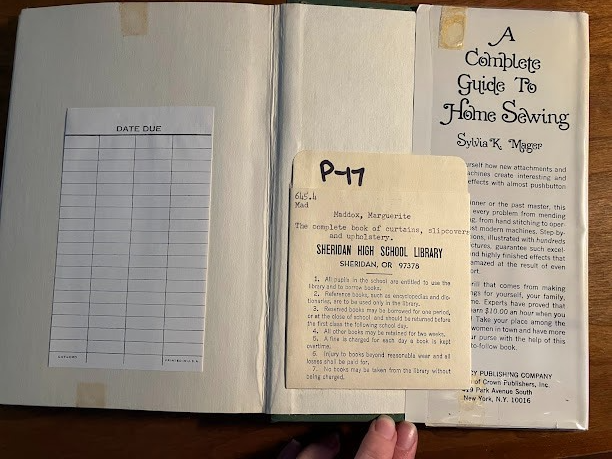 DATE DUE
GAYLORD
PRINTED IN U.S.A.
P-17
645.4
Mad
Maddox, Marguerite
The complete book of curtains, slipcovers
and upholstery.
SHERIDAN HIGH SCHOOL LIBRARY
SHERIDAN, OR 97378
1. All pupils in the school are entitled to use the
library and to borrow books.
2. Reference books, such as encyclopedias and dic-
tionaries, are to be used only in the library.
3. Reserved books may be borrowed for one period,
or at the close of school, and should be returned before
the first class the following school day.
4. All other books may be retained for two weeks.
5. A fine is charged for each day a book is kept
overtime.
6. Injury to books beyond reasonable wear and all
losses shall be paid for.
7. No books may be taken from the library without
being charged.
A
Complete
Guide To
Home Sewing
Sylvia K. Mager
how new attachments and
create interesting and
effects with almost pushbutton
or the past master, this
every problem from mending
from hand stitching to oper-
most modern machines. Step-by-
illustrated with hundreds
guarantee such excel-
and highly finished effects that
amazed at the result of even
that comes from making
for yourself, your family,
Experts have proved that
$10.00 an hour when you
Take your place among the
women in town and have more
purse with the help of this
book.
PUBLISHING COMPANY
of Crown Publishers, Inc.
Park Avenue South
New York, N.Y. 10016